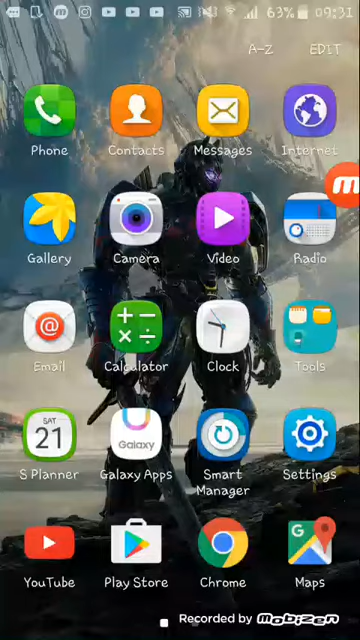 63% 09:31
A-Z EDIT
Phone Contacts Messages Internet
Gallery Camera Video Radio
Email Calculator Clock Tools
SAT
21
Galaxy
S Planner Galaxy Apps Smart Manager Settings
G
YouTube Play Store Chrome Maps
Recorded by mobizen